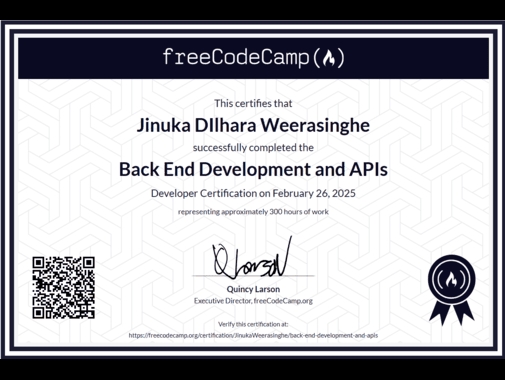 freeCodeCamp
This certifies that
Jinuka DIlhara Weerasinghe
successfully completed the
Back End Development and APIs
Developer Certification on February 26, 2025
representing approximately 300 hours of work
Quincy Larson
Executive Director, freeCodeCamp.org
Verify this certification at:
https://freecodecamp.org/certification/JinukaWeerasinghe/back-end-development-and-apis